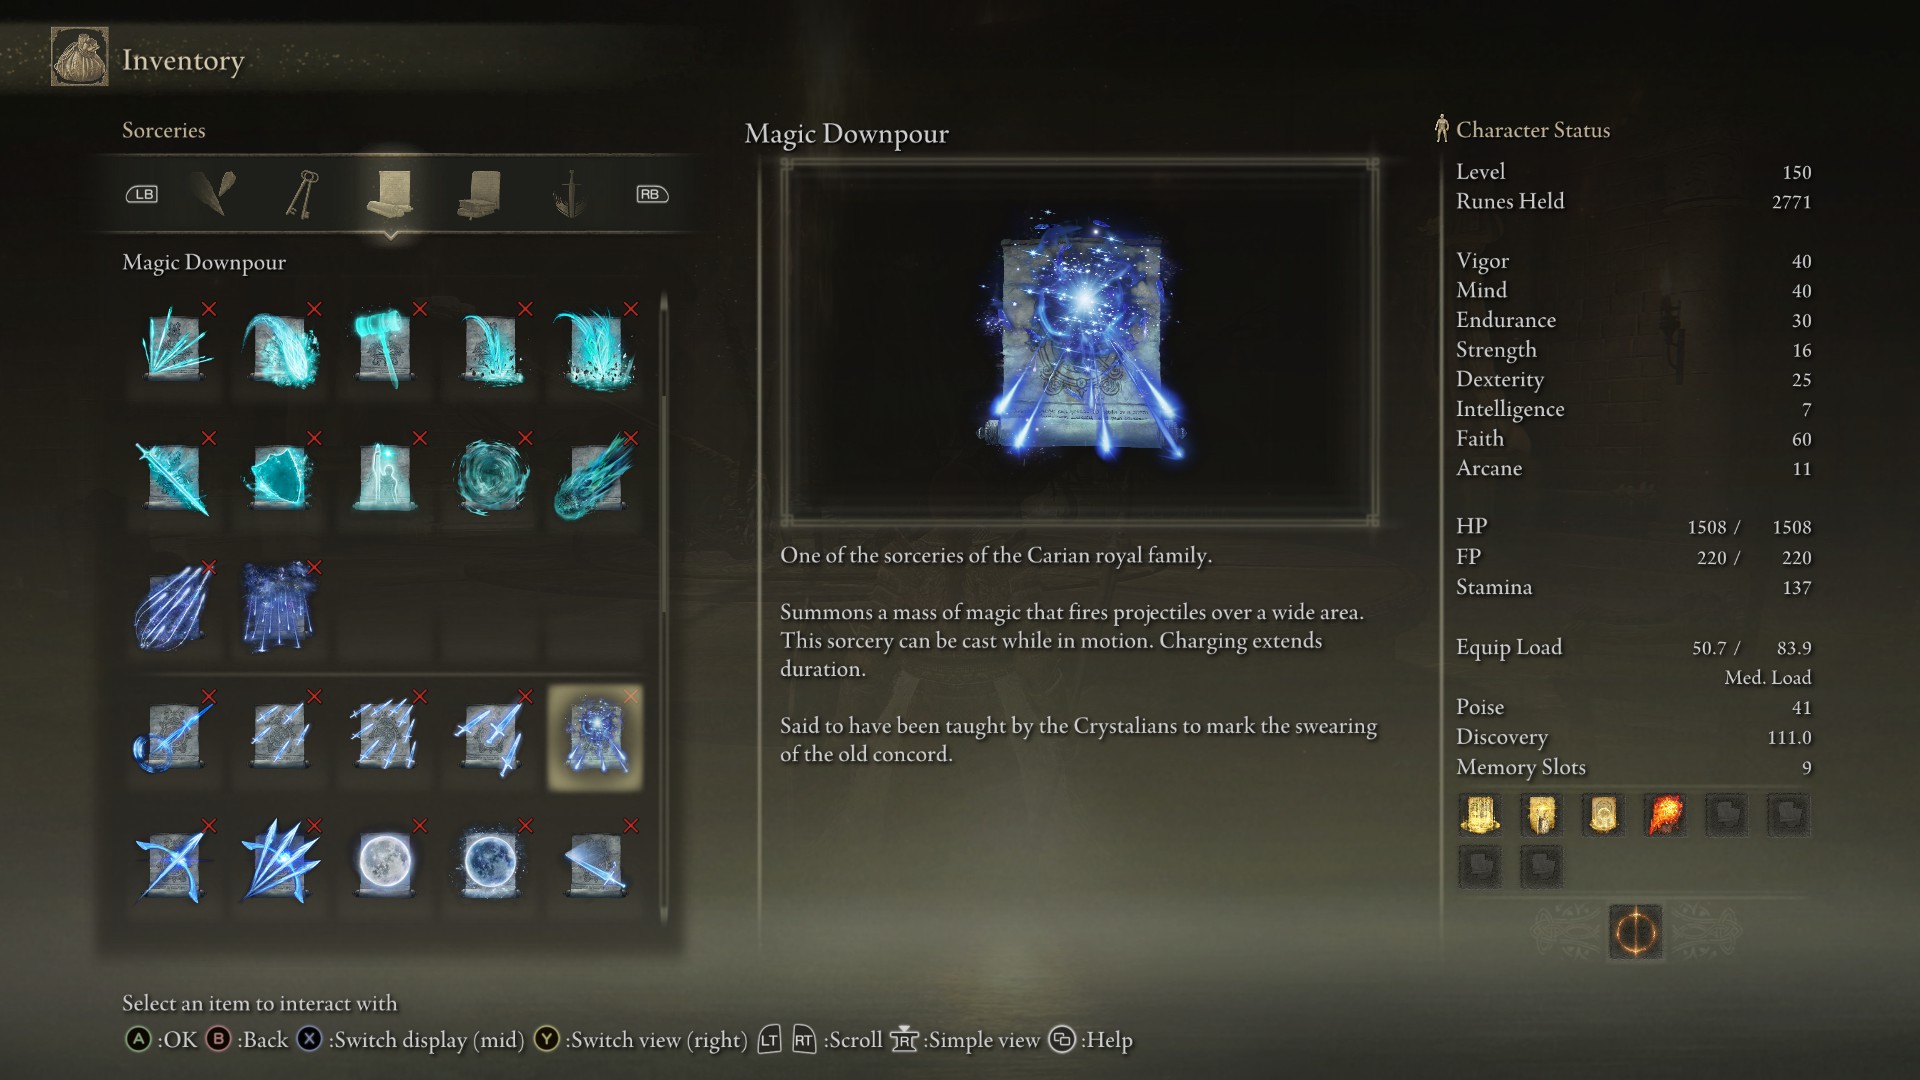 Inventory
Sorceries
LB
RB
Magic Downpour
Magic Downpour
One of the sorceries of the Carian royal family.
Summons a mass of magic that fires projectiles over a wide area.
This sorcery can be cast while in motion. Charging extends
duration.
Said to have been taught by the Crystalians to mark the swearing
of the old concord.
Character Status
Level 150
Runes Held 2771
Vigor 40
Mind 40
Endurance 30
Strength 16
Dexterity 25
Intelligence 7
Faith 60
Arcane 11
HP 1508 / 1508
FP 220 / 220
Stamina 137
Equip Load 50.7 / 83.9
Med. Load
Poise 41
Discovery 111.0
Memory Slots 9
Select an item to interact with
A :OK B :Back X :Switch display (mid) Y :Switch view (right) LT RT :Scroll R :Simple view :Help